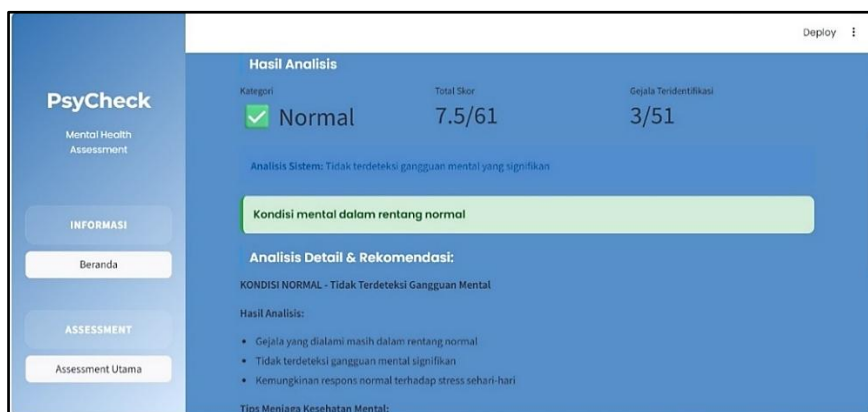 Deploy
PsyCheck
Mental Health
Assessment
INFORMASI
Beranda
ASSESSMENT
Assessment Utama
Hasil Analisis
Kategori
✅ Normal
Total Skor
7.5/61
Gejala Teridentifikasi
3/51
Analisis Sistem: Tidak terdeteksi gangguan mental yang signifikan
Kondisi mental dalam rentang normal
Analisis Detail & Rekomendasi:
KONDISI NORMAL - Tidak Terdeteksi Gangguan Mental
Hasil Analisis:
• Gejala yang dialami masih dalam rentang normal
• Tidak terdeteksi gangguan mental signifikan
• Kemungkinan respons normal terhadap stress sehari-hari
Tips Menjaga Kesehatan Mental: